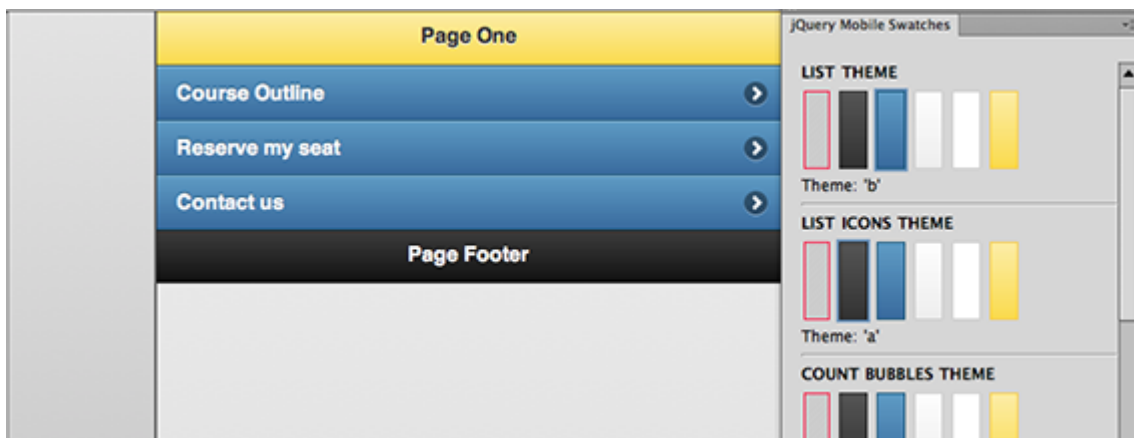 Page One
Course Outline
Reserve my seat
Contact us
Page Footer
jQuery Mobile Swatches
LIST THEME
Theme: 'b'
LIST ICONS THEME
Theme: 'a'
COUNT BUBBLES THEME